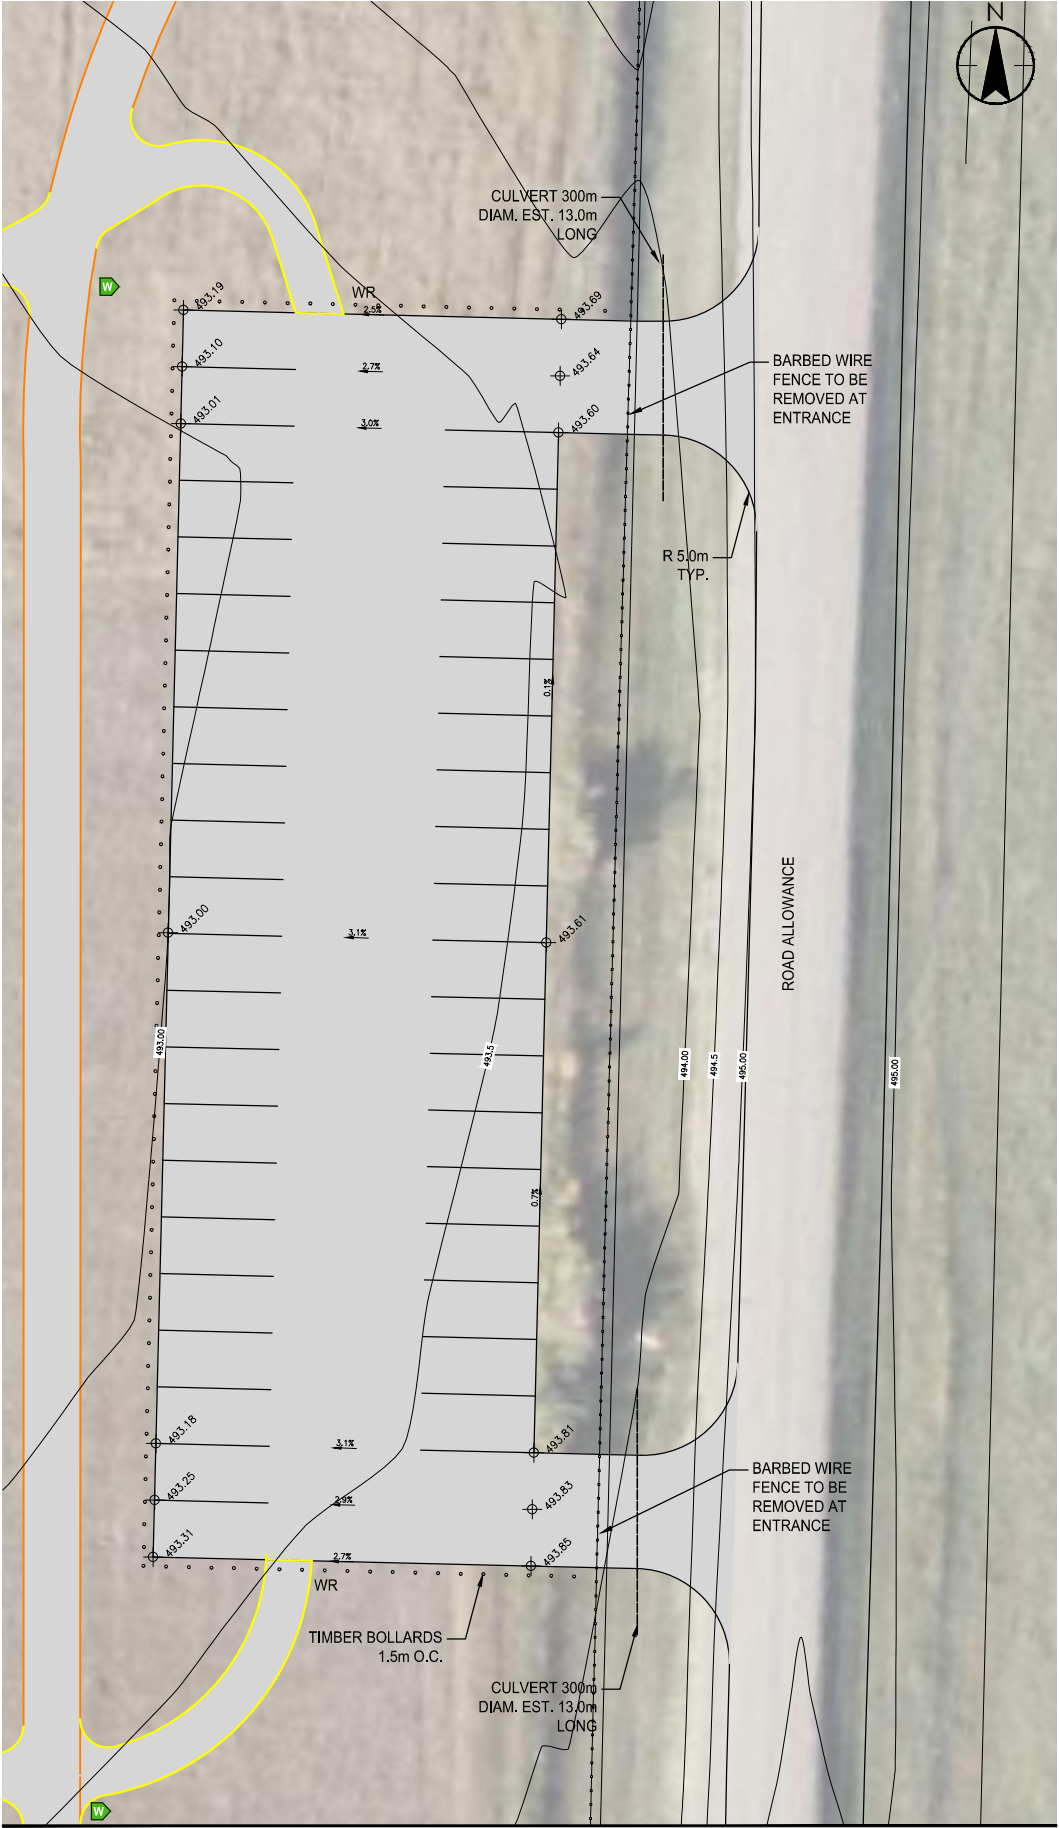 N
CULVERT 300m
DIAM. EST. 13.0m
LONG
W
WR
493.19
2.5%
493.69
493.10
2.7%
493.64
BARBED WIRE
FENCE TO BE
REMOVED AT
ENTRANCE
493.01
3.0%
493.60
R 5.0m
TYP.
0.1%
ROAD ALLOWANCE
493.00
3.1%
493.61
493.00
493.5
494.00
494.5
495.00
495.00
0.7%
493.18
3.1%
493.81
BARBED WIRE
FENCE TO BE
REMOVED AT
ENTRANCE
493.25
2.9%
493.83
493.31
2.7%
493.85
WR
TIMBER BOLLARDS
1.5m O.C.
CULVERT 300m
DIAM. EST. 13.0m
LONG
W